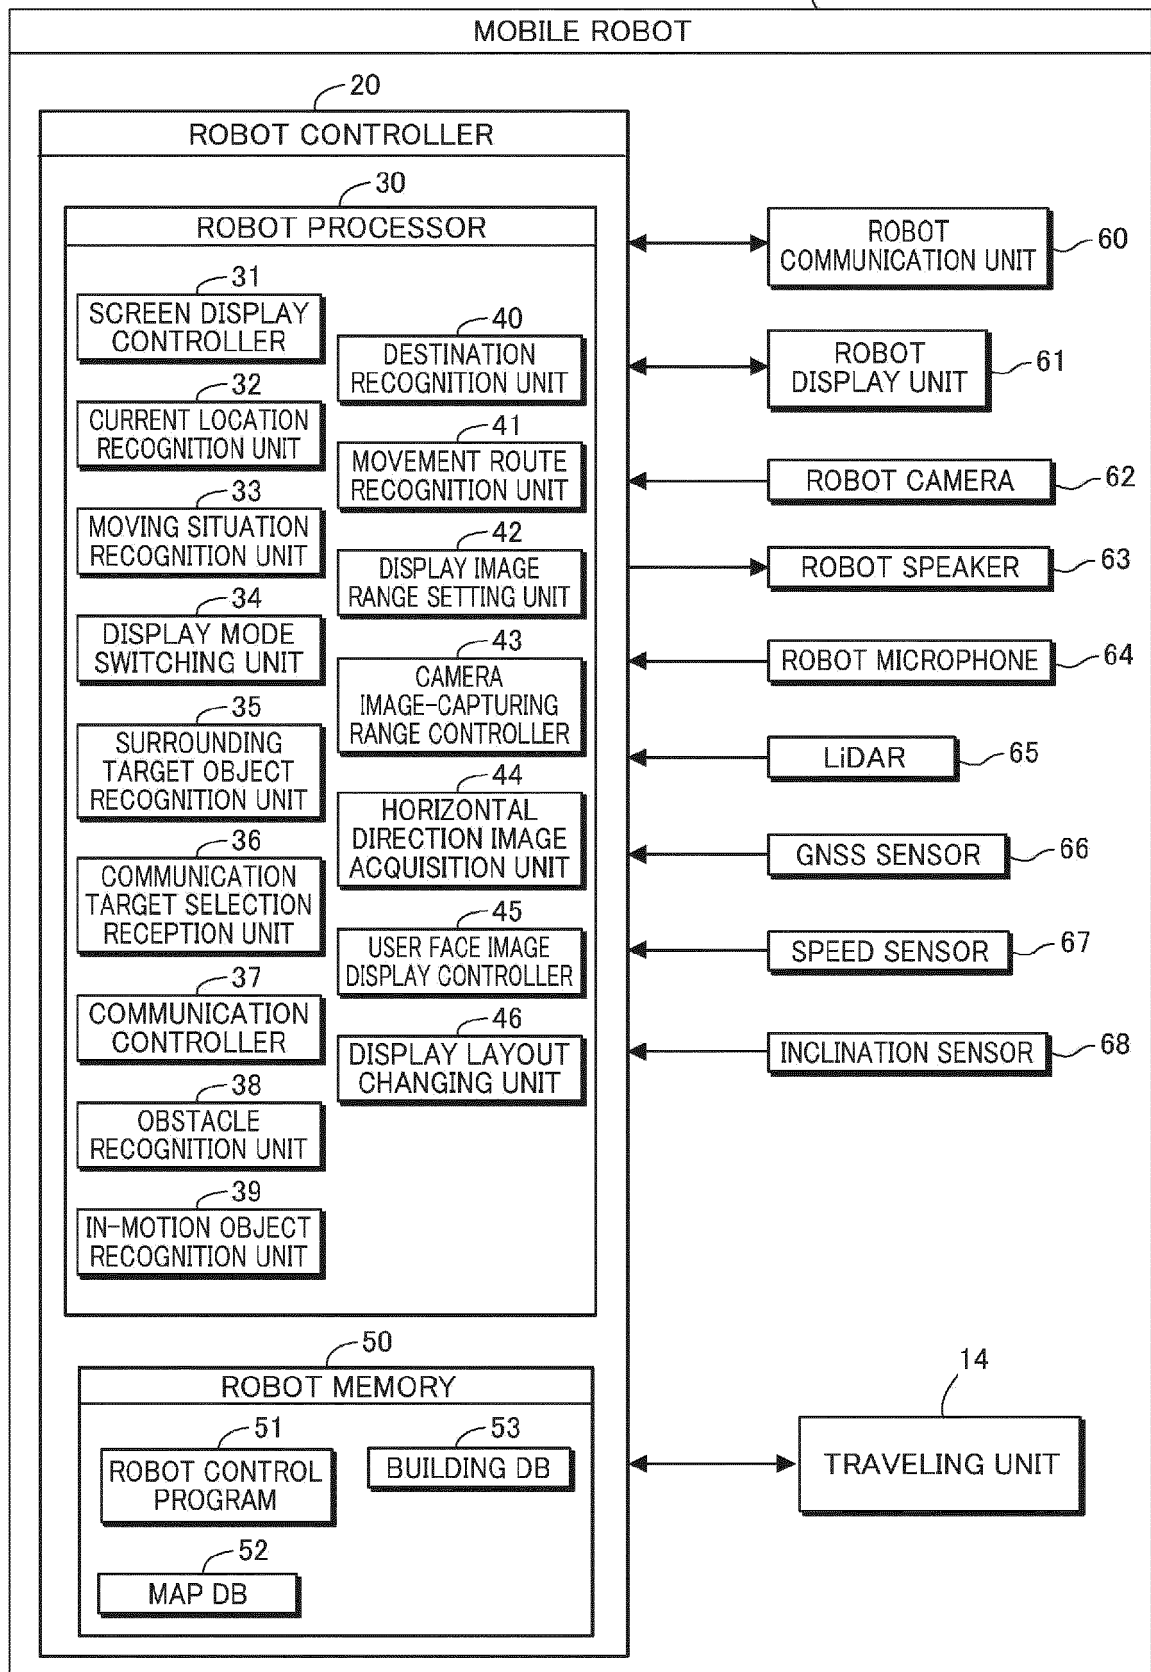 MOBILE ROBOT
20
ROBOT CONTROLLER
30
ROBOT PROCESSOR
31
SCREEN DISPLAY
CONTROLLER
32
CURRENT LOCATION
RECOGNITION UNIT
33
MOVING SITUATION
RECOGNITION UNIT
34
DISPLAY MODE
SWITCHING UNIT
35
SURROUNDING
TARGET OBJECT
RECOGNITION UNIT
36
COMMUNICATION
TARGET SELECTION
RECEPTION UNIT
37
COMMUNICATION
CONTROLLER
38
OBSTACLE
RECOGNITION UNIT
39
IN-MOTION OBJECT
RECOGNITION UNIT
40
DESTINATION
RECOGNITION UNIT
41
MOVEMENT ROUTE
RECOGNITION UNIT
42
DISPLAY IMAGE
RANGE SETTING UNIT
43
CAMERA
IMAGE-CAPTURING
RANGE CONTROLLER
44
HORIZONTAL
DIRECTION IMAGE
ACQUISITION UNIT
45
USER FACE IMAGE
DISPLAY CONTROLLER
46
DISPLAY LAYOUT
CHANGING UNIT
50
ROBOT MEMORY
51
ROBOT CONTROL
PROGRAM
52
MAP DB
53
BUILDING DB
ROBOT
COMMUNICATION UNIT
60
ROBOT
DISPLAY UNIT
61
ROBOT CAMERA
62
ROBOT SPEAKER
63
ROBOT MICROPHONE
64
LiDAR
65
GNSS SENSOR
66
SPEED SENSOR
67
INCLINATION SENSOR
68
14
TRAVELING UNIT